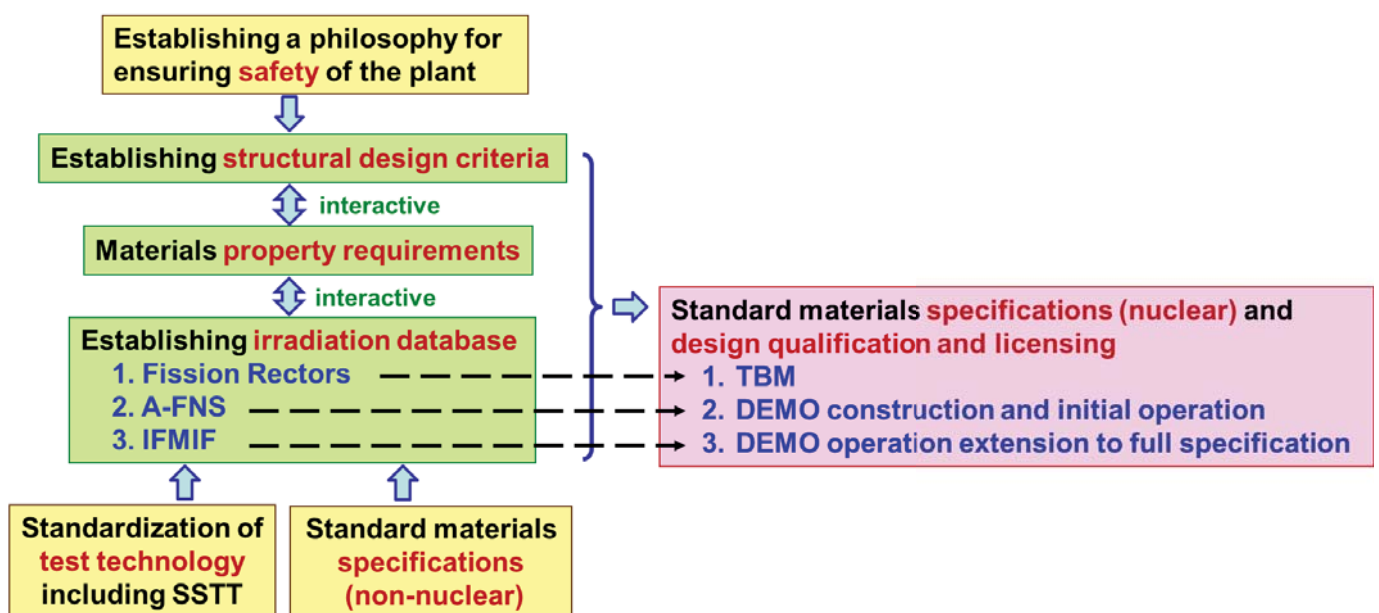 Establishing a philosophy for
ensuring safety of the plant
Establishing structural design criteria
interactive
Materials property requirements
interactive
Establishing irradiation database
1. Fission Rectors
2. A-FNS
3. IFMIF
Standard materials specifications (nuclear) and
design qualification and licensing
1. TBM
2. DEMO construction and initial operation
3. DEMO operation extension to full specification
Standardization of
test technology
including SSTT
Standard materials
specifications
(non-nuclear)